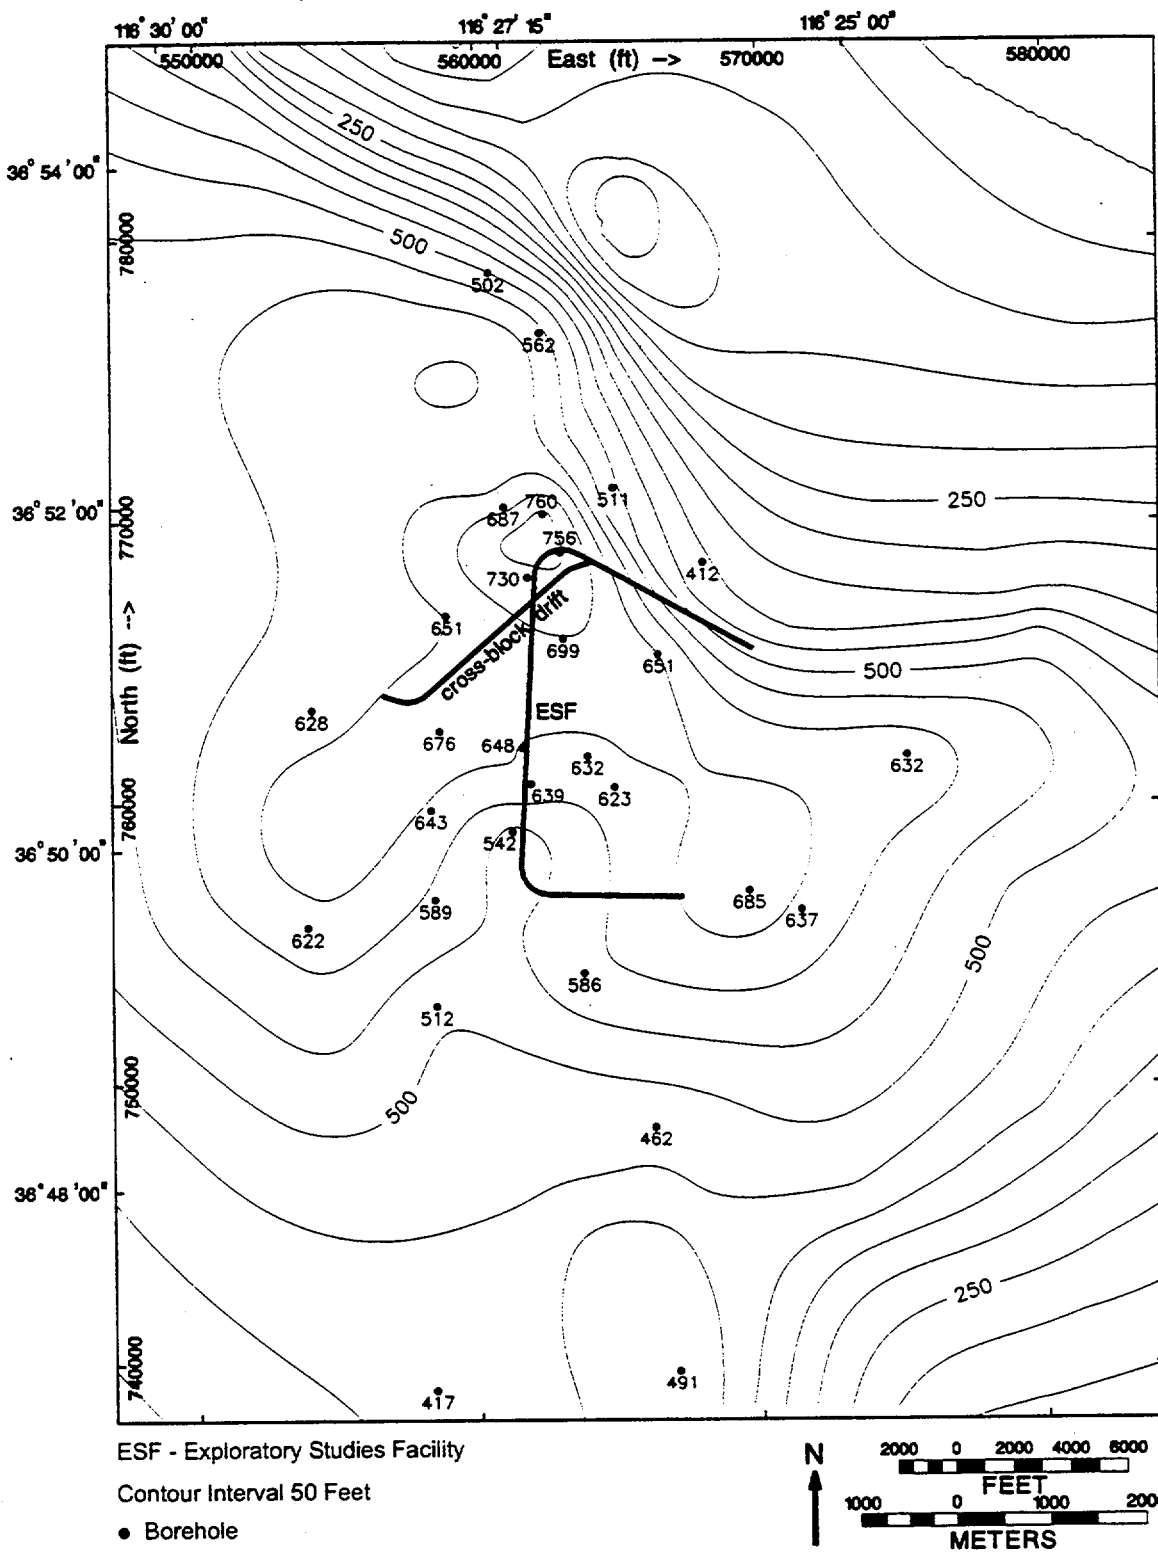 116° 30' 00"
116° 27' 15"
116° 25' 00"
550000
560000
East (ft) –>
570000
580000
250
36° 54' 00"
780000
500
502
562
36° 52' 00"
770000
687
760
511
250
756
730
412
651
cross-block drift
699
651
500
North (ft) -->
628
ESF
676
648
632
632
639
623
760000
643
542
36° 50' 00"
685
589
637
622
500
586
512
750000
500
462
36° 48' 00"
250
740000
491
417
ESF - Exploratory Studies Facility
Contour Interval 50 Feet
● Borehole
N
2000 0 2000 4000 6000
FEET
1000 0 1000 200
METERS